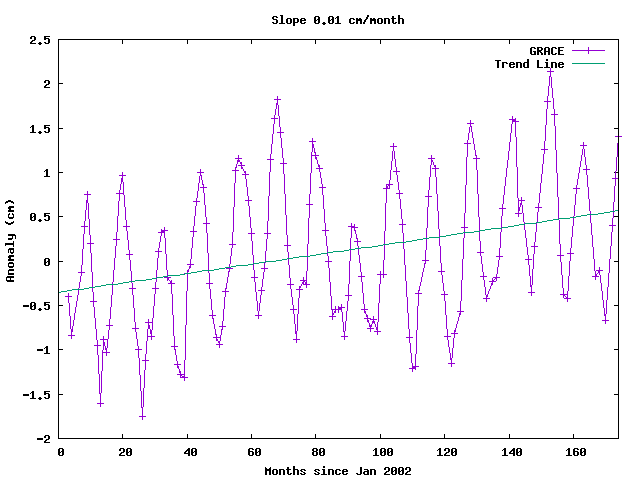 Slope 0.01 cm/month
GRACE
Trend Line
2.5
2
1.5
1
0.5
0
-0.5
-1
-1.5
-2
Anomaly (cm)
0 20 40 60 80 100 120 140 160
Months since Jan 2002